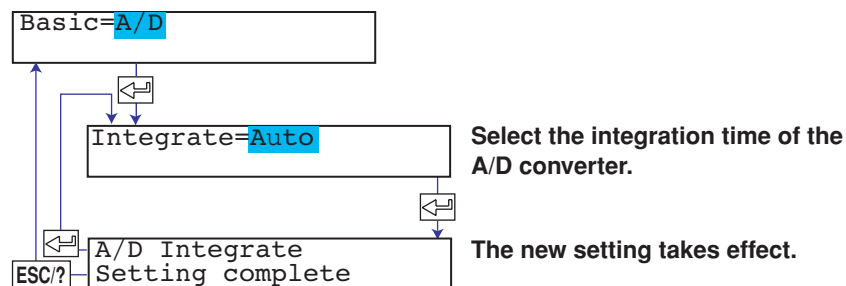 Basic=A/D
Integrate=Auto
Select the integration time of the
A/D converter.
A/D Integrate
Setting complete
The new setting takes effect.
ESC/?